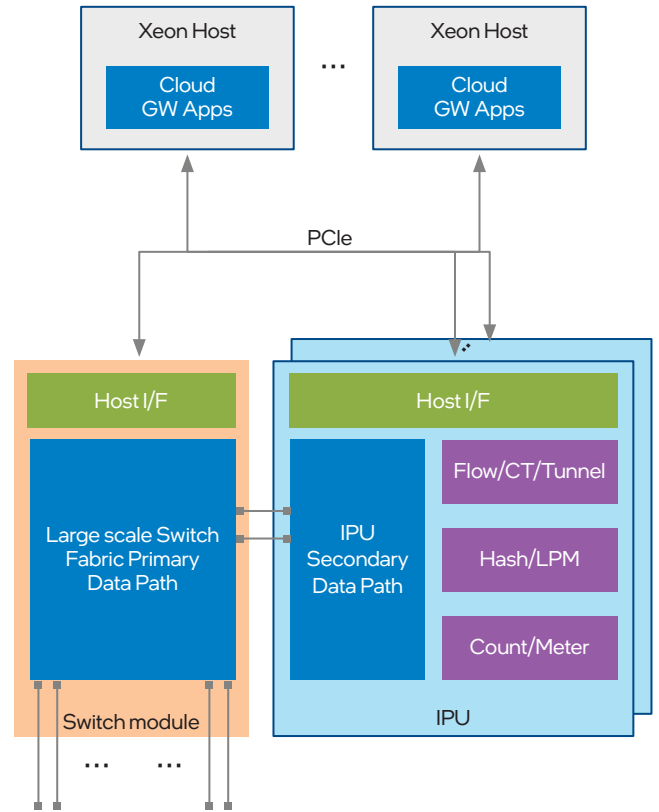 Xeon Host
Cloud
GW Apps
...
Xeon Host
Cloud
GW Apps
PCIe
Host I/F
Large scale Switch
Fabric Primary
Data Path
Switch module
... ...
Host I/F
IPU
Secondary
Data Path
Flow/CT/Tunnel
Hash/LPM
Count/Meter
IPU